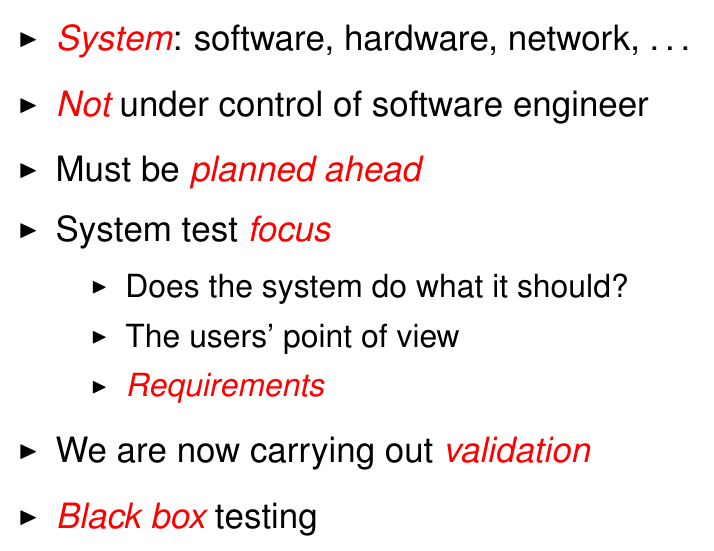 ▶ System: software, hardware, network, . . .
▶ Not under control of software engineer
▶ Must be planned ahead
▶ System test focus
▶ Does the system do what it should?
▶ The users’ point of view
▶ Requirements
▶ We are now carrying out validation
▶ Black box testing